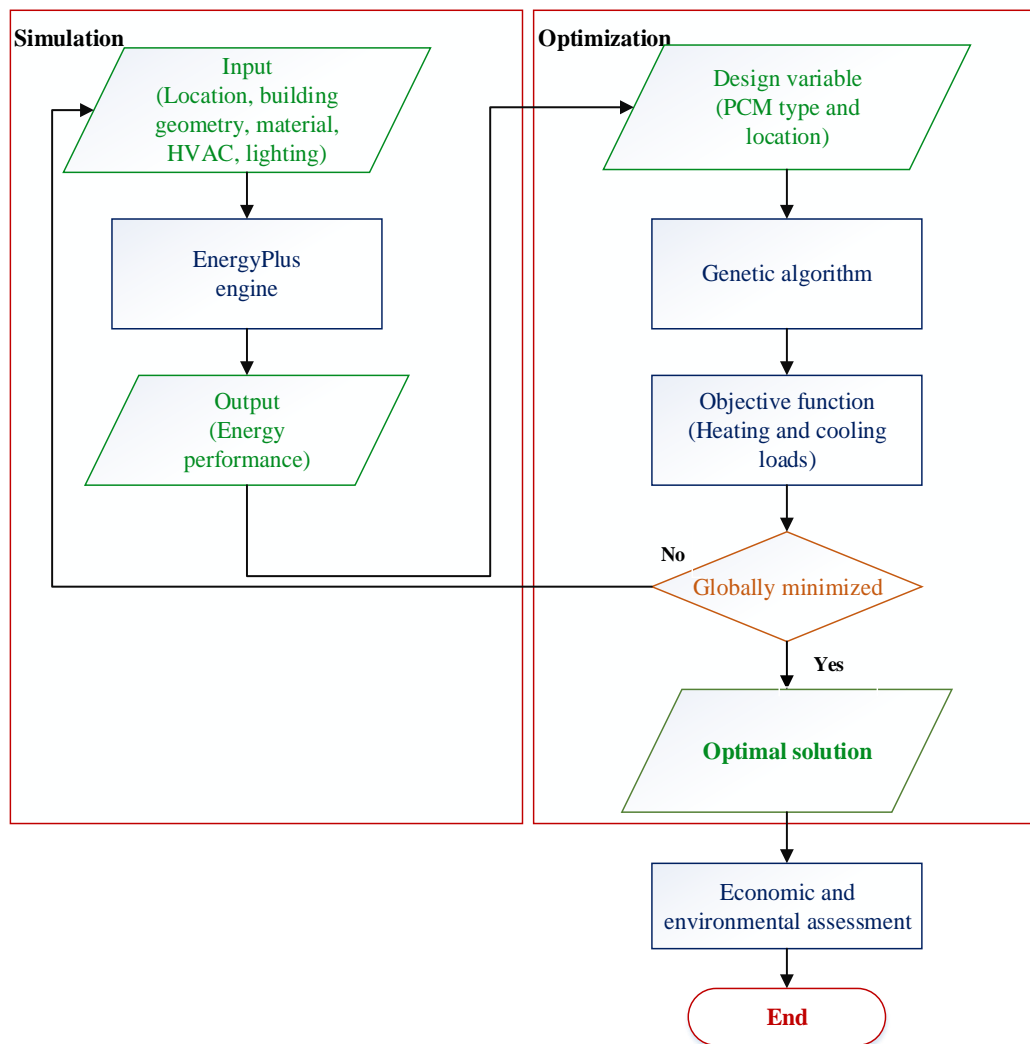 Simulation
Input
(Location, building
geometry, material,
HVAC, lighting)
EnergyPlus
engine
Output
(Energy
performance)
Optimization
Design variable
(PCM type and
location)
Genetic algorithm
Objective function
(Heating and cooling
loads)
No
Globally minimized
Yes
Optimal solution
Economic and
environmental assessment
End